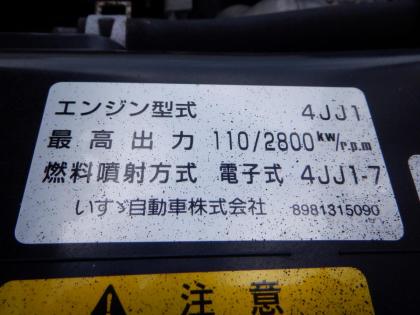 エンジン型式 4JJ1
最高出力 110/2800 kW/r.p.m
燃料噴射方式 電子式 4JJ1-7
いすゞ自動車株式会社 8981315090
注意